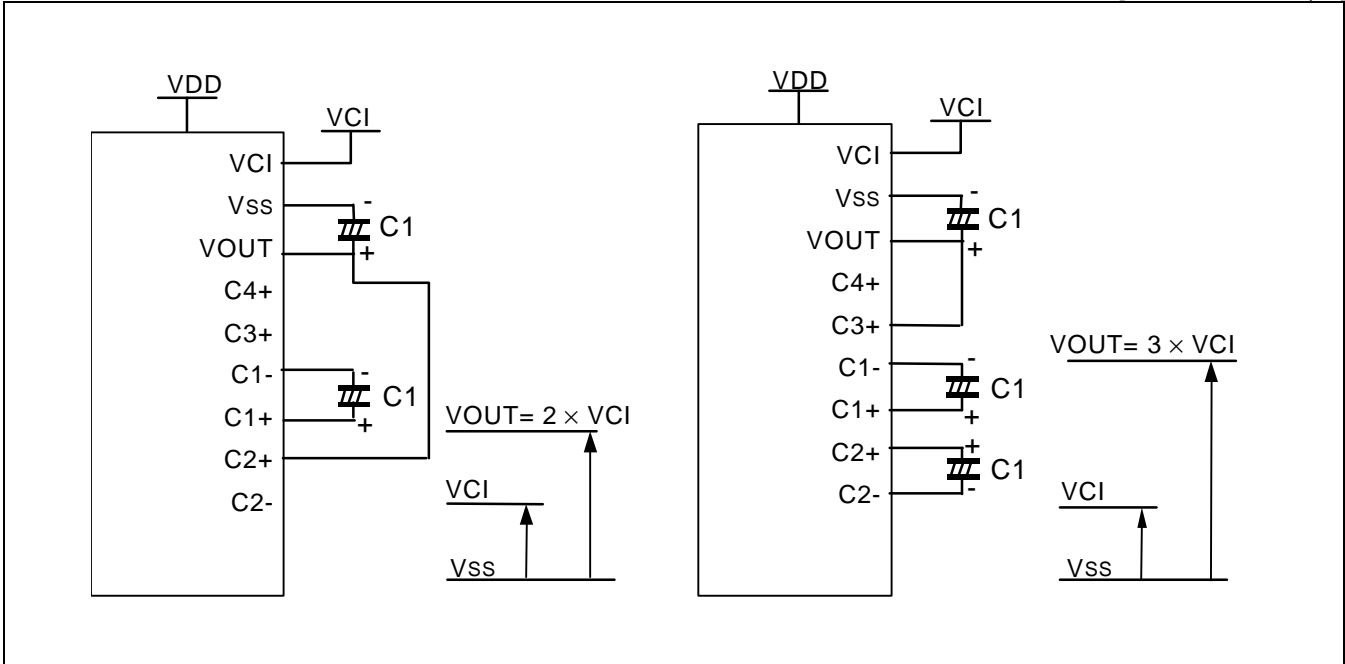 VDD
VCI
VCI
Vss
-
C1
VOUT
+
C4+
C3+
C1-
-
C1
C1+
+
C2+
C2-
VOUT= 2 × VCI
VCI
Vss
VDD
VCI
VCI
Vss
-
C1
VOUT
+
C4+
C3+
C1-
-
C1
C1+
+
C2+
+
C1
C2-
-
VOUT= 3 × VCI
VCI
Vss